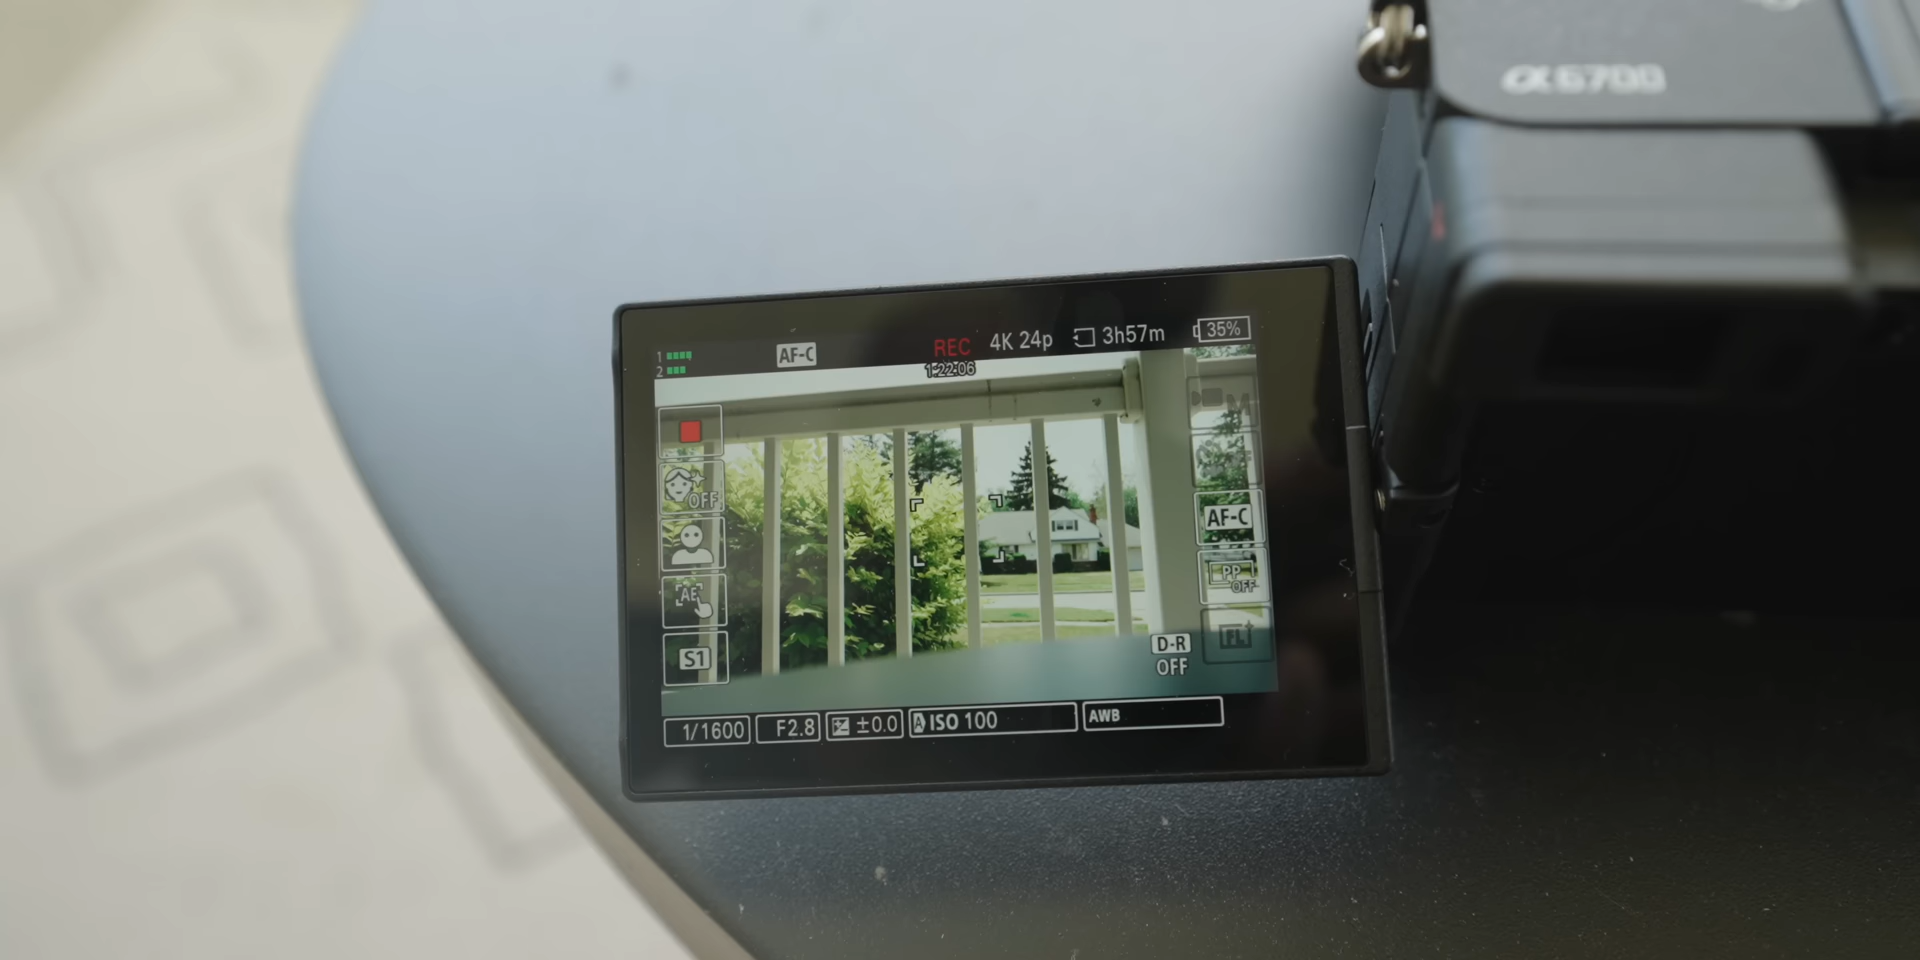 α6700
1
2
AF-C
REC 4K 24p 3h57m 35%
1:22:06
M
OFF
AF-C
AE
PP
OFF
S1
D-R
OFF
1/1600 F2.8 ±0.0 A ISO 100 AWB